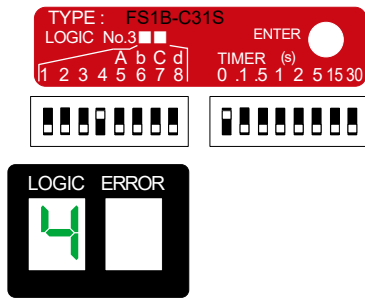 TYPE : FS1B-C31S
LOGIC No.3■■
ENTER
A b C d
TIMER (s)
1 2 3 4 5 6 7 8
0 .1 .5 1 2 5 15 30
LOGIC ERROR
4